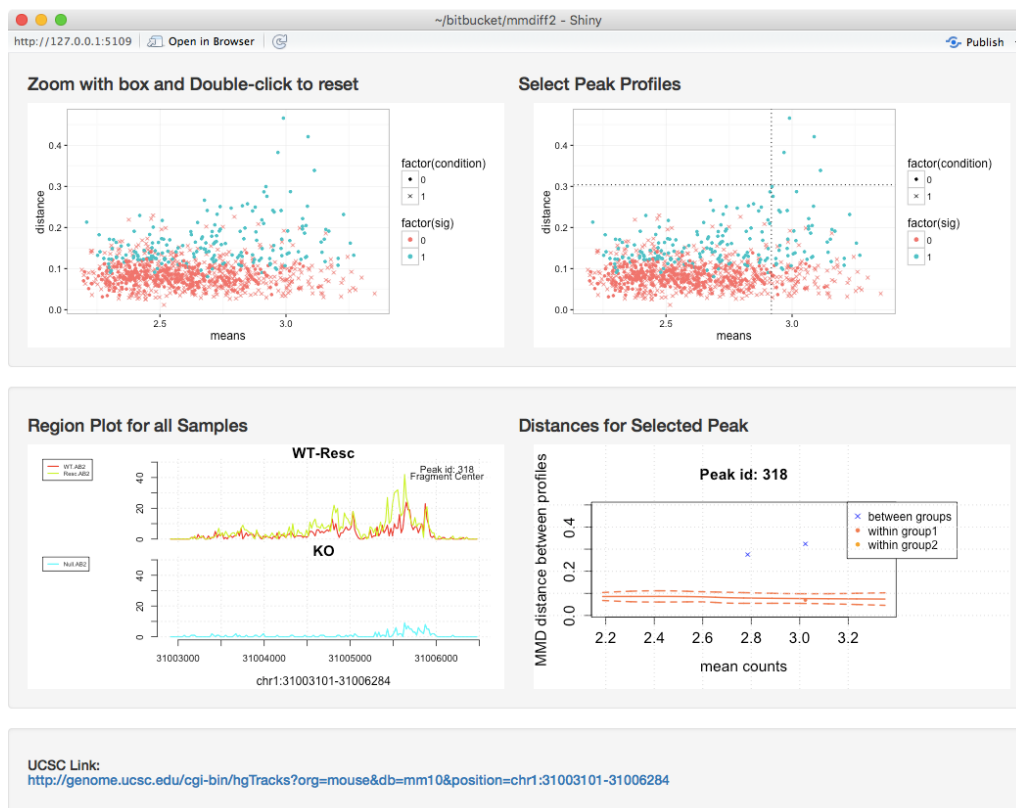 ~/bitbucket/mmdiff2 - Shiny
http://127.0.0.1:5109
Open in Browser
Publish
Zoom with box and Double-click to reset
0.4
0.3
0.2
0.1
0.0
distance
2.5
3.0
means
factor(condition)
0
1
factor(sig)
0
1
Select Peak Profiles
0.4
0.3
0.2
0.1
0.0
distance
2.5
3.0
means
factor(condition)
0
1
factor(sig)
0
1
Region Plot for all Samples
WT-Resc
WT.AB2
Resc.AB2
Peak id: 318
Fragment Center
40
20
0
KO
Null.AB2
40
20
0
31003000
31004000
31005000
31006000
chr1:31003101-31006284
Distances for Selected Peak
Peak id: 318
MMD distance between profiles
0.4
0.2
0.0
between groups
within group1
within group2
2.2
2.4
2.6
2.8
3.0
3.2
mean counts
UCSC Link:
http://genome.ucsc.edu/cgi-bin/hgTracks?org=mouse&db=mm10&position=chr1:31003101-31006284